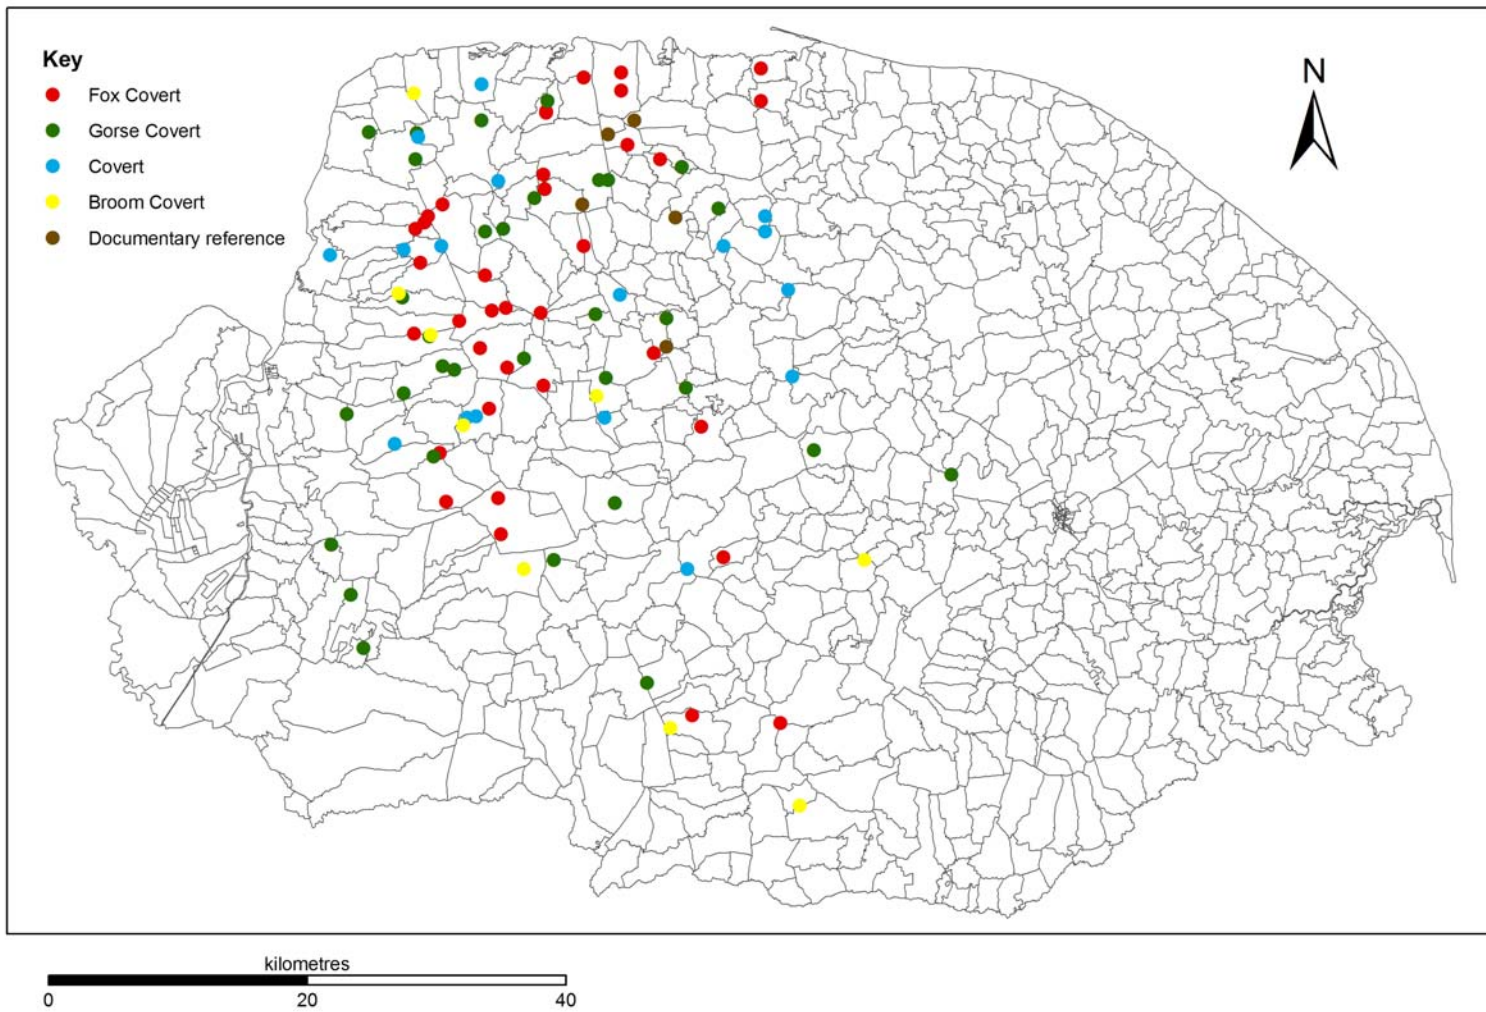 Key
Fox Covert
Gorse Covert
Covert
Broom Covert
Documentary reference
N
kilometres
0 20 40